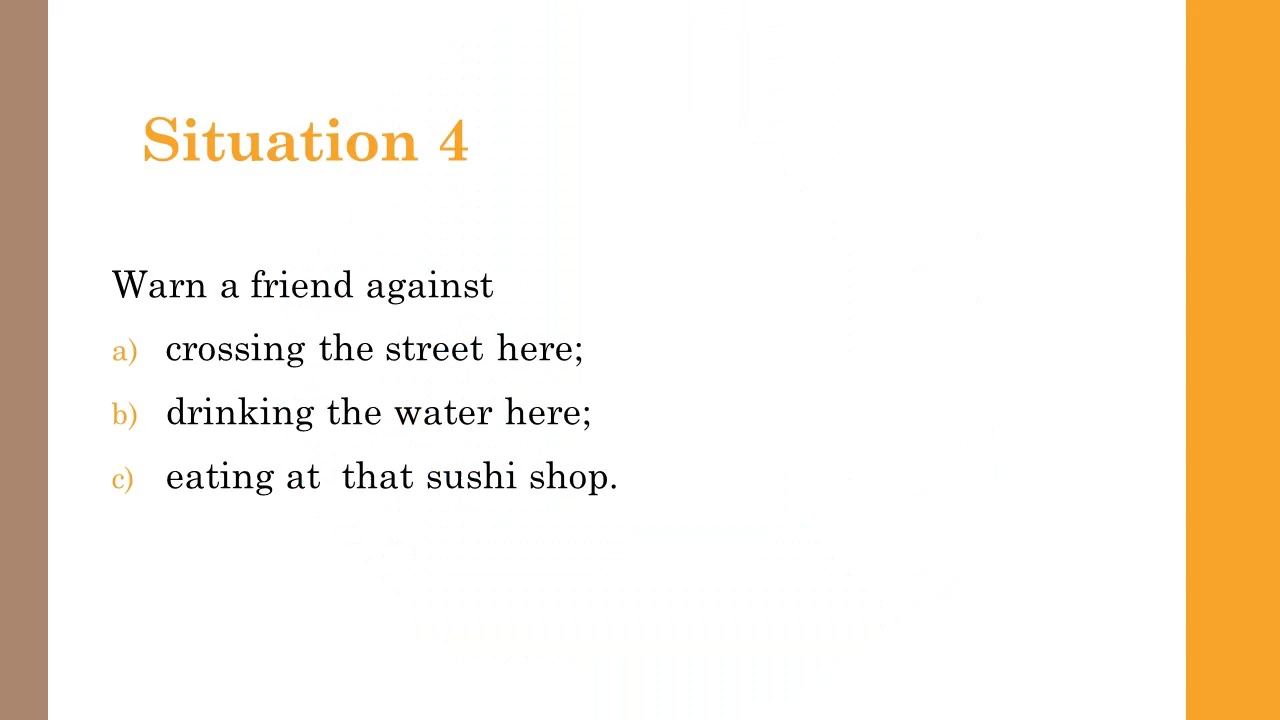 Situation 4
Warn a friend against
a) crossing the street here;
b) drinking the water here;
c) eating at that sushi shop.